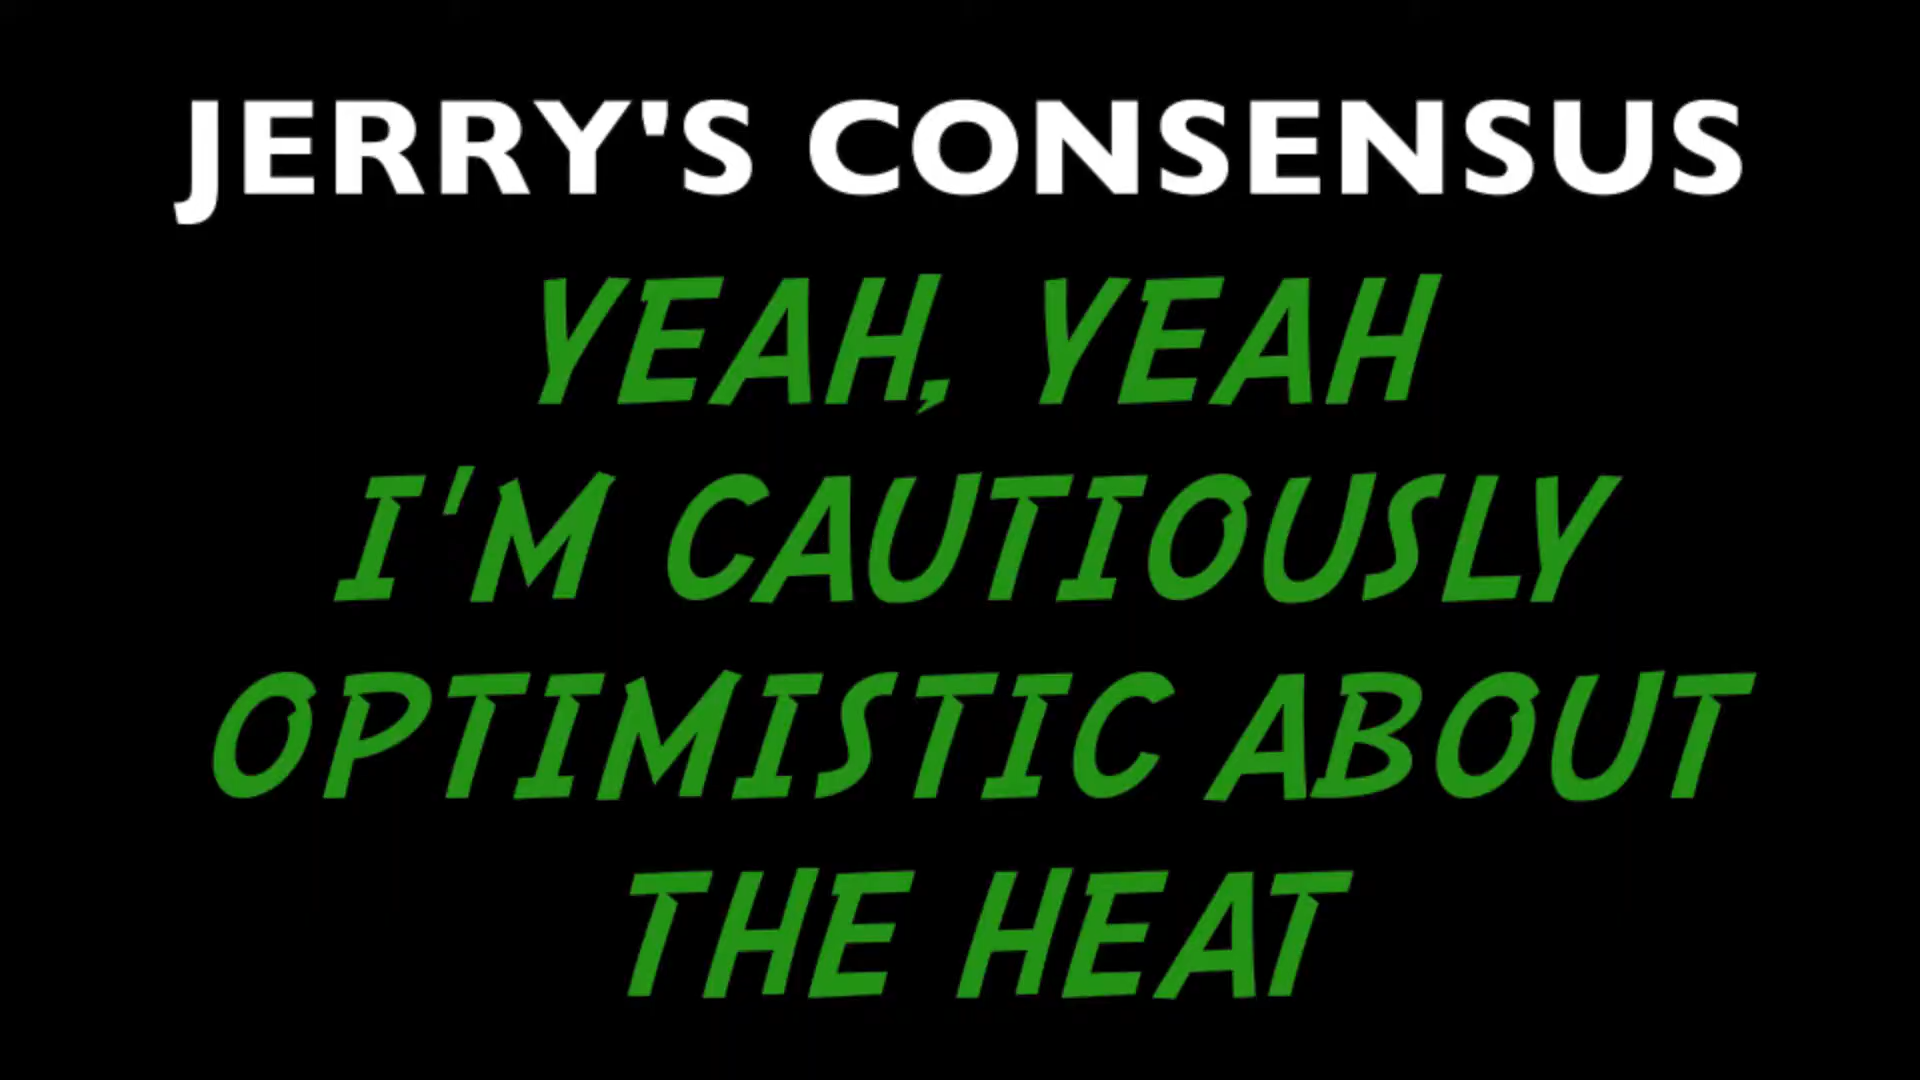 JERRY'S CONSENSUS
YEAH, YEAH
I'M CAUTIOUSLY
OPTIMISTIC ABOUT
THE HEAT